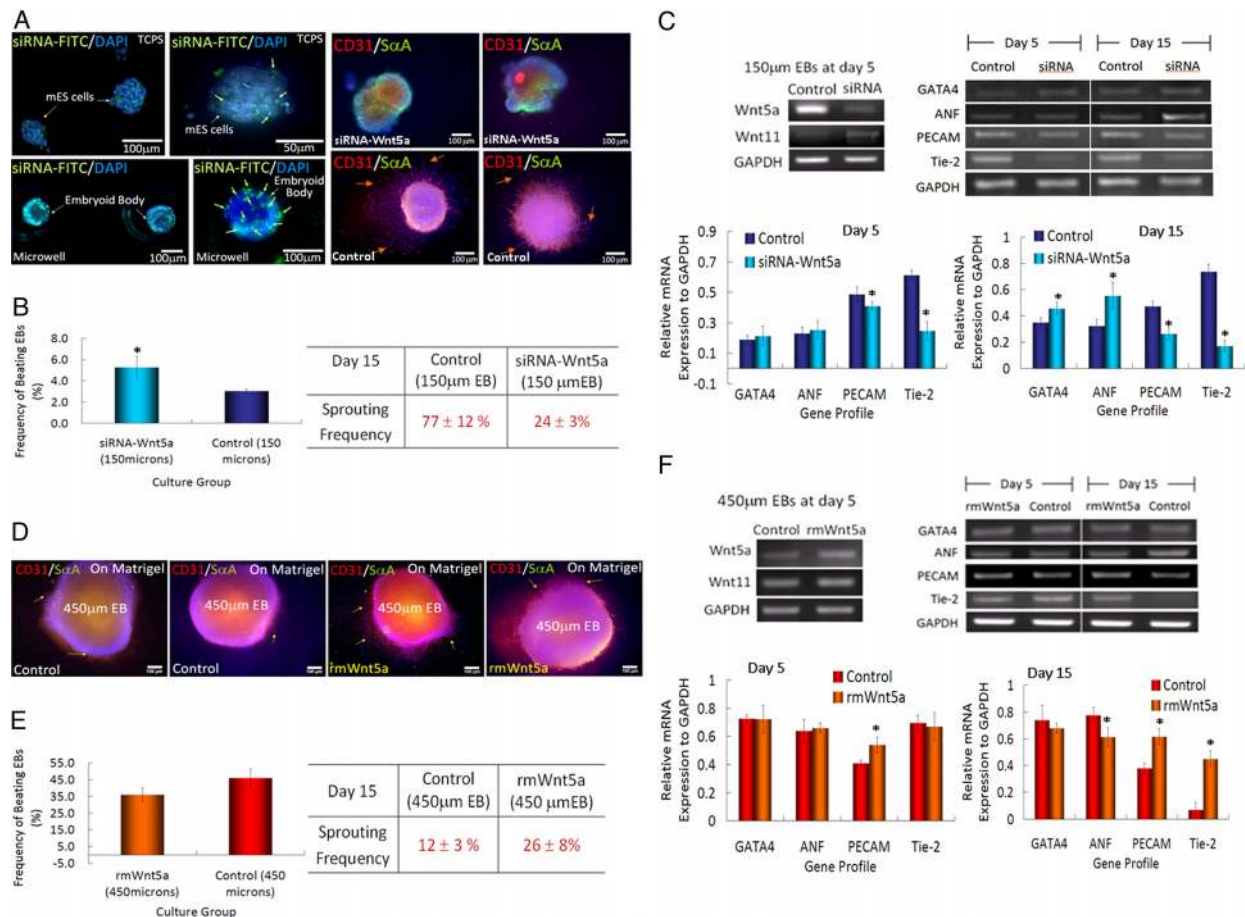 A
siRNA-FITC/DAPI TCPS
mES cells
100μm
siRNA-FITC/DAPI TCPS
mES cells
50μm
CD31/SαA
siRNA-Wnt5a
100 μm
CD31/SαA
siRNA-Wnt5a
100 μm
siRNA-FITC/DAPI
Embryoid Body
Microwell
100μm
siRNA-FITC/DAPI
Embryoid
Body
Microwell
100μm
CD31/SαA
Control
100 μm
CD31/SαA
Control
100 μm
B
Frequency of Beating EBs
(%)
8.0
6.0
4.0
2.0
0.0
*
siRNA-Wnt5a
(150microns)
Control (150
microns)
Culture Group
Day 15
Control
(150μm EB)
siRNA-Wnt5a
(150 μmEB)
Sprouting
Frequency
77 ± 12 %
24 ± 3%
C
150μm EBs at day 5
Control siRNA
Wnt5a
Wnt11
GAPDH
Day 5
Day 15
Control
siRNA
Control
siRNA
GATA4
ANF
PECAM
Tie-2
GAPDH
Relative mRNA
Expression to GAPDH
0.9
0.7
0.5
0.3
0.1
-0.1
Control
siRNA-Wnt5a
Day 5
*
*
GATA4 ANF PECAM Tie-2
Gene Profile
Relative mRNA
Expression to GAPDH
1
0.8
0.6
0.4
0.2
0
Control
siRNA-Wnt5a
Day 15
*
*
*
*
GATA4 ANF PECAM Tie-2
Gene Profile
D
CD31/SαA On Matrigel
450μm EB
Control
CD31/SαA On Matrigel
450μm EB
Control
CD31/SαA On Matrigel
450μm EB
rmWnt5a
CD31/SαA On Matrigel
450μm EB
rmWnt5a
E
Frequency of Beating EBs
(%)
55.0
45.0
35.0
25.0
15.0
5.0
-5.0
rmWnt5a
(450microns)
Control (450
microns)
Culture Group
Day 15
Control
(450μm EB)
rmWnt5a
(450 μmEB)
Sprouting
Frequency
12 ± 3 %
26 ± 8%
F
450μm EBs at day 5
Control rmWnt5a
Wnt5a
Wnt11
GAPDH
Day 5
Day 15
rmWnt5a Control
rmWnt5a Control
GATA4
ANF
PECAM
Tie-2
GAPDH
Relative mRNA
Expression to GAPDH
1
0.8
0.6
0.4
0.2
0
Day 5
Control
rmWnt5a
*
GATA4 ANF PECAM Tie-2
Gene Profile
Relative mRNA
Expression to GAPDH
1
0.8
0.6
0.4
0.2
0
Day 15
Control
rmWnt5a
*
*
*
GATA4 ANF PECAM Tie-2
Gene Profile